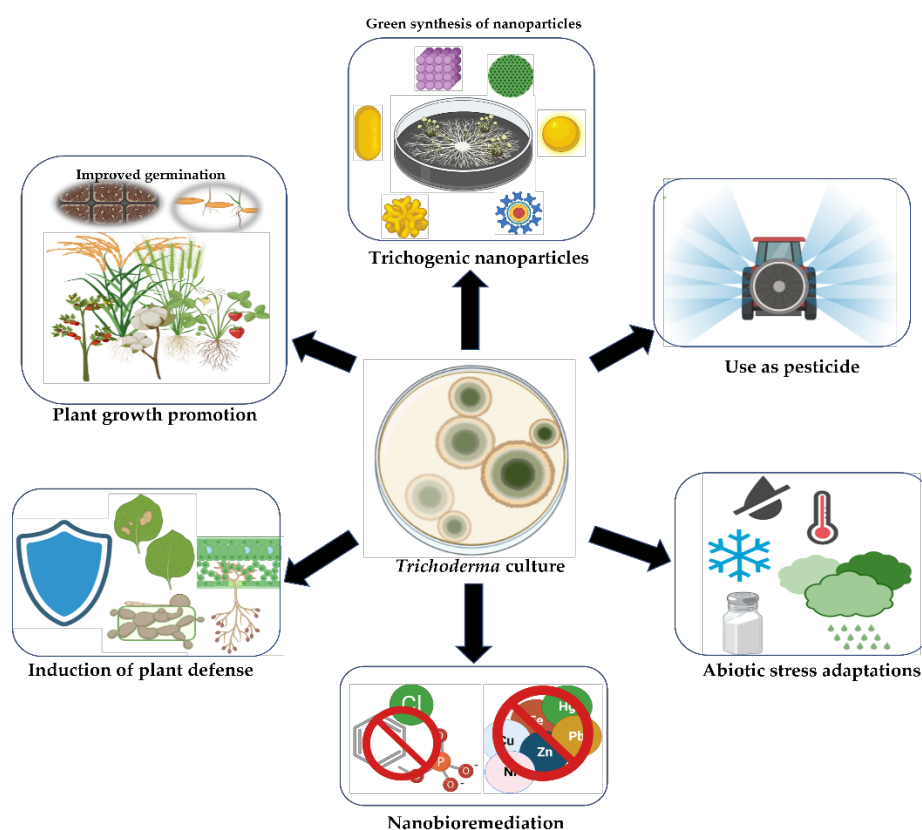 Green synthesis of nanoparticles
Trichogenic nanoparticles
Improved germination
Plant growth promotion
Use as pesticide
Trichoderma culture
Induction of plant defense
Abiotic stress adaptations
Cl
P
O
O
O
O
-
-
Hg
Fe
Cu
Pb
Zn
Ni
Nanobioremediation